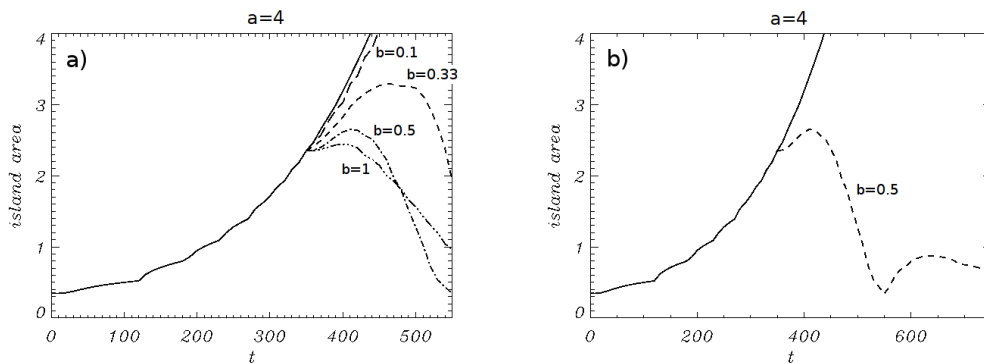 a=4
a)
b=0.1
b=0.33
b=0.5
b=1
island area
4
3
2
1
0
0 100 200 300 400 500
t
a=4
b)
b=0.5
island area
4
3
2
1
0
0 200 400 600
t